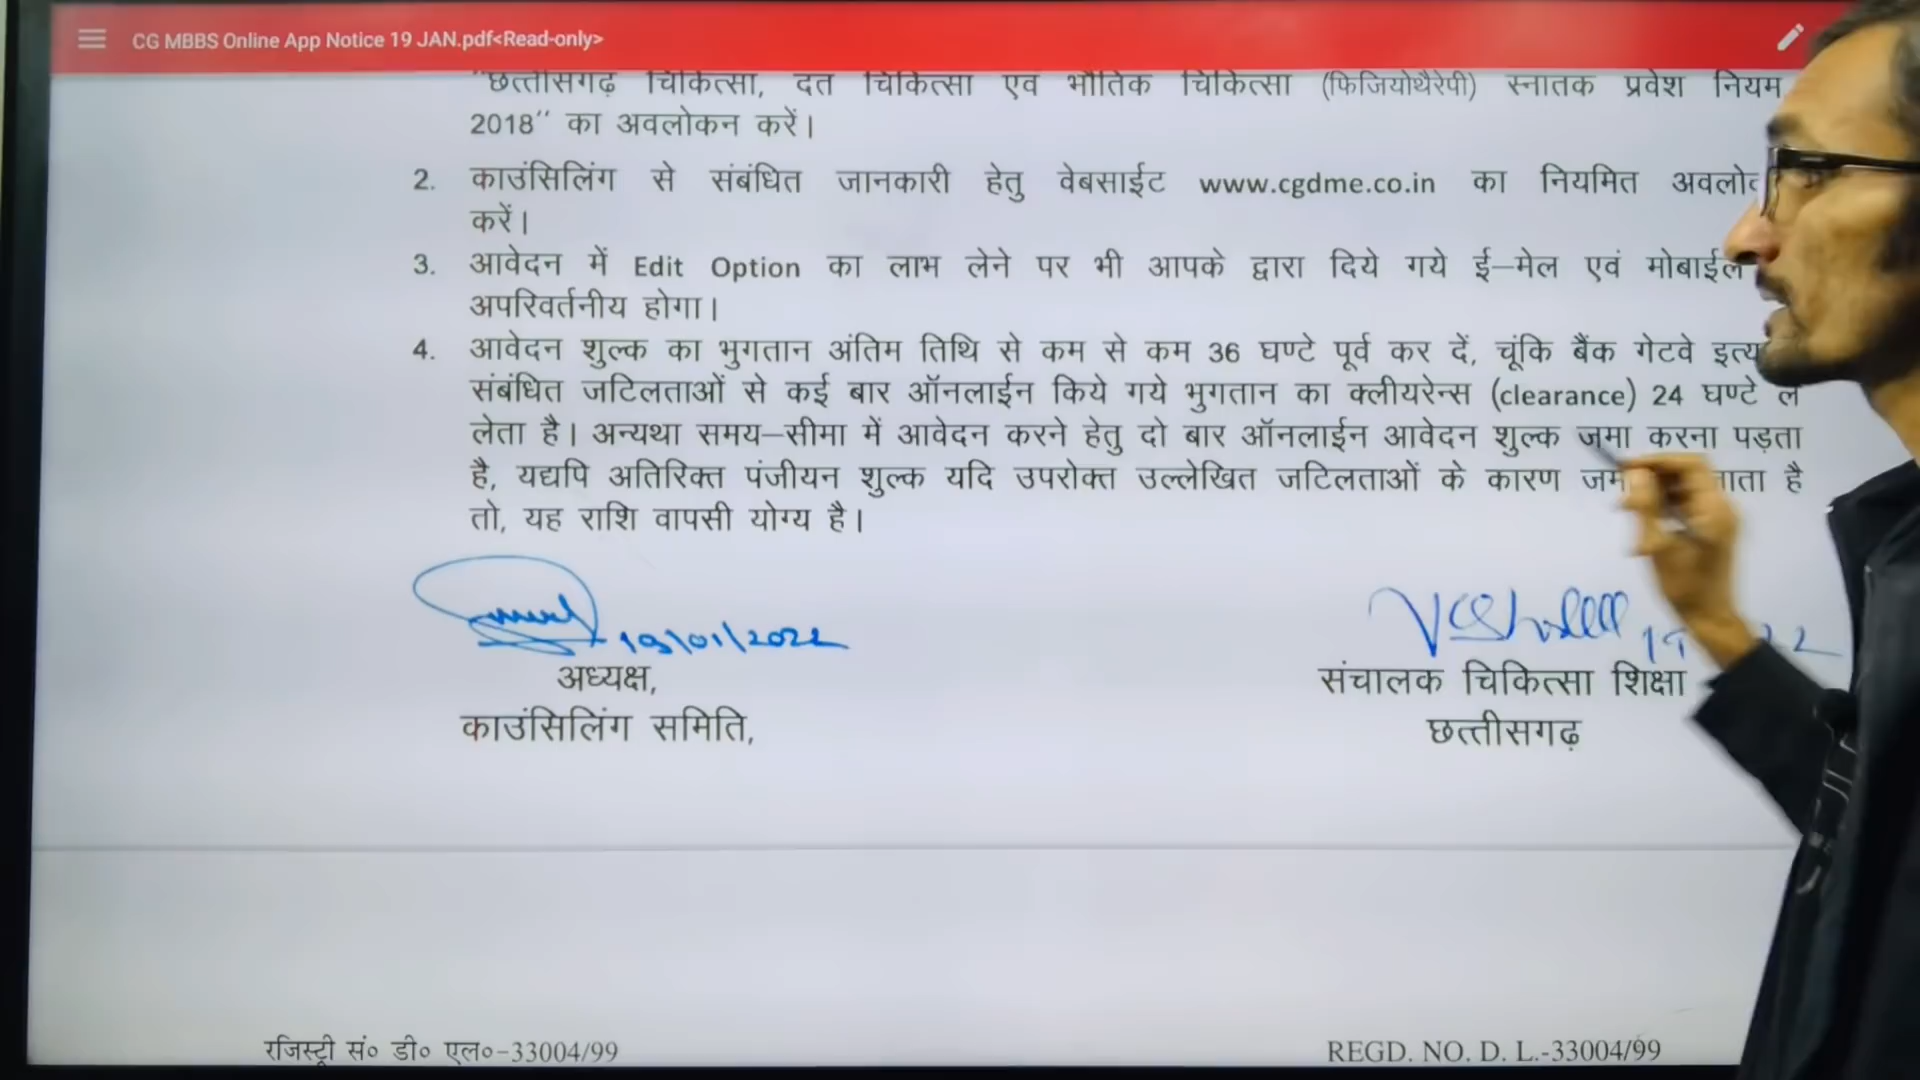 CG MBBS Online App Notice 19 JAN.pdf<Read-only>
"छत्तीसगढ़ चिकित्सा, दंत चिकित्सा एवं भौतिक चिकित्सा (फिजियोथैरेपी) स्नातक प्रवेश नियम
2018" का अवलोकन करें।
2. काउंसिलिंग से संबंधित जानकारी हेतु वेबसाईट www.cgdme.co.in का नियमित
करें।
3. आवेदन में Edit Option का लाभ लेने पर भी आपके द्वारा दिये गये ई–मेल एवं मोबाईल
अपरिवर्तनीय होगा।
4. आवेदन शुल्क का भुगतान अंतिम तिथि से कम से कम 36 घण्टे पूर्व कर दें, चूंकि बैंक गेटवे
संबंधित जटिलताओं से कई बार ऑनलाईन किये गये भुगतान का क्लीयरेन्स (clearance) 24 घण्टे
लेता है। अन्यथा समय–सीमा में आवेदन करने हेतु दो बार ऑनलाईन आवेदन शुल्क जमा करना पड़ता
है, यद्यपि अतिरिक्त पंजीयन शुल्क यदि उपरोक्त उल्लेखित जटिलताओं के कारण है
तो, यह राशि वापसी योग्य है।
19/01/2022
अध्यक्ष,
काउंसिलिंग समिति,
संचालक चिकित्सा शिक्षा
छत्तीसगढ़
रजिस्ट्री सं० डी० एल०-33004/99
REGD. NO. D. L.-33004/99